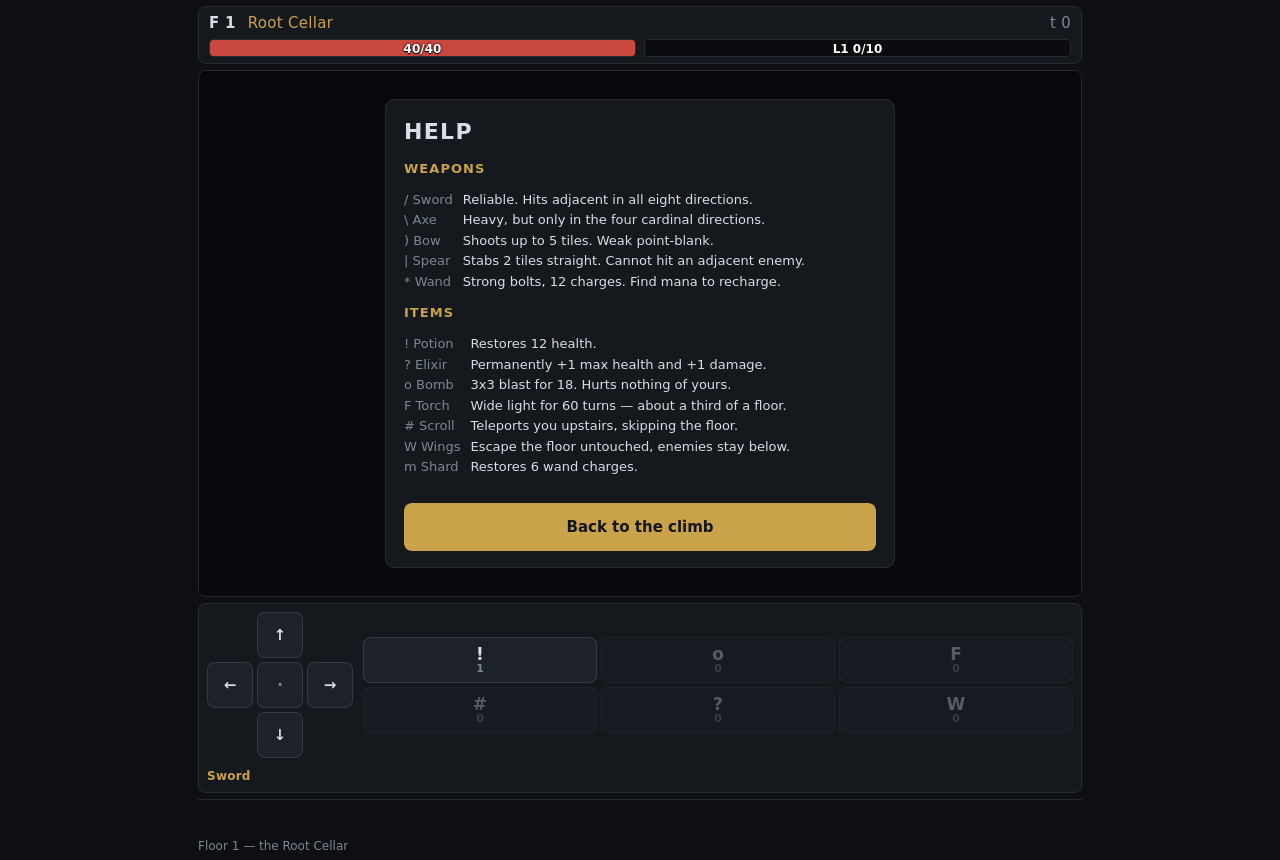 F 1 Root Cellar t 0
40/40 L1 0/10
HELP
WEAPONS
/ Sword Reliable. Hits adjacent in all eight directions.
\ Axe Heavy, but only in the four cardinal directions.
) Bow Shoots up to 5 tiles. Weak point-blank.
| Spear Stabs 2 tiles straight. Cannot hit an adjacent enemy.
* Wand Strong bolts, 12 charges. Find mana to recharge.
ITEMS
! Potion Restores 12 health.
? Elixir Permanently +1 max health and +1 damage.
o Bomb 3x3 blast for 18. Hurts nothing of yours.
F Torch Wide light for 60 turns — about a third of a floor.
# Scroll Teleports you upstairs, skipping the floor.
W Wings Escape the floor untouched, enemies stay below.
m Shard Restores 6 wand charges.
Back to the climb
↑
← · →
↓
! o F
1 0 0
# ? W
0 0 0
Sword
Floor 1 — the Root Cellar